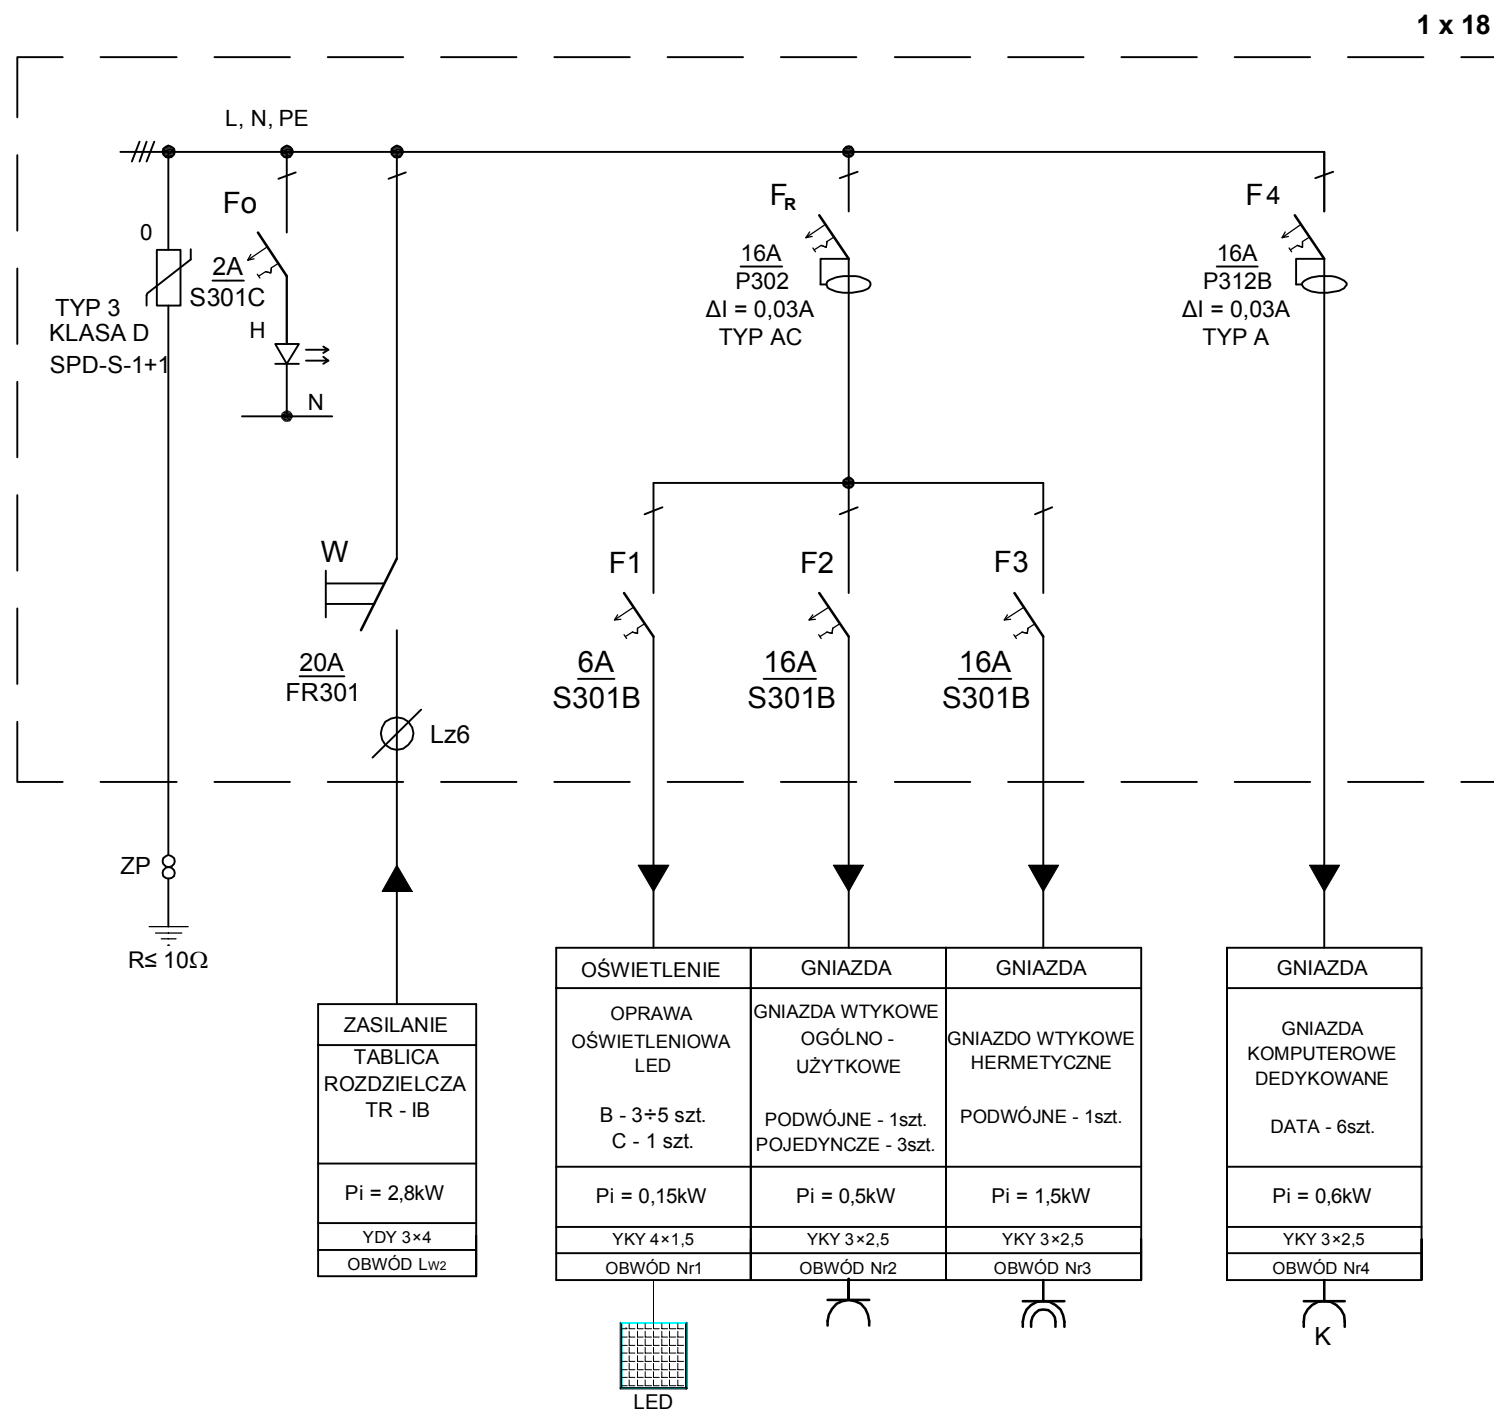 1 x 18
L, N, PE
0
TYP 3
KLASA D
SPD-S-1+1
Fo
2A
S301C
H
N
W
20A
FR301
Lz6
FR
16A
P302
ΔI = 0,03A
TYP AC
F4
16A
P312B
ΔI = 0,03A
TYP A
F1
6A
S301B
F2
16A
S301B
F3
16A
S301B
ZP
R≤ 10Ω
ZASILANIE
TABLICA
ROZDZIELCZA
TR - IB
Pi = 2,8kW
YDY 3×4
OBWÓD Lw2
OŚWIETLENIE
OPRAWA
OŚWIETLENIOWA
LED
B - 3÷5 szt.
C - 1 szt.
Pi = 0,15kW
YKY 4×1,5
OBWÓD Nr1
LED
GNIAZDA
GNIAZDA WTYKOWE
OGÓLNO -
UŻYTKOWE
PODWÓJNE - 1szt.
POJEDYNCZE - 3szt.
Pi = 0,5kW
YKY 3×2,5
OBWÓD Nr2
GNIAZDA
GNIAZDO WTYKOWE
HERMETYCZNE
PODWÓJNE - 1szt.
Pi = 1,5kW
YKY 3×2,5
OBWÓD Nr3
GNIAZDA
GNIAZDA
KOMPUTEROWE
DEDYKOWANE
DATA - 6szt.
Pi = 0,6kW
YKY 3×2,5
OBWÓD Nr4
K